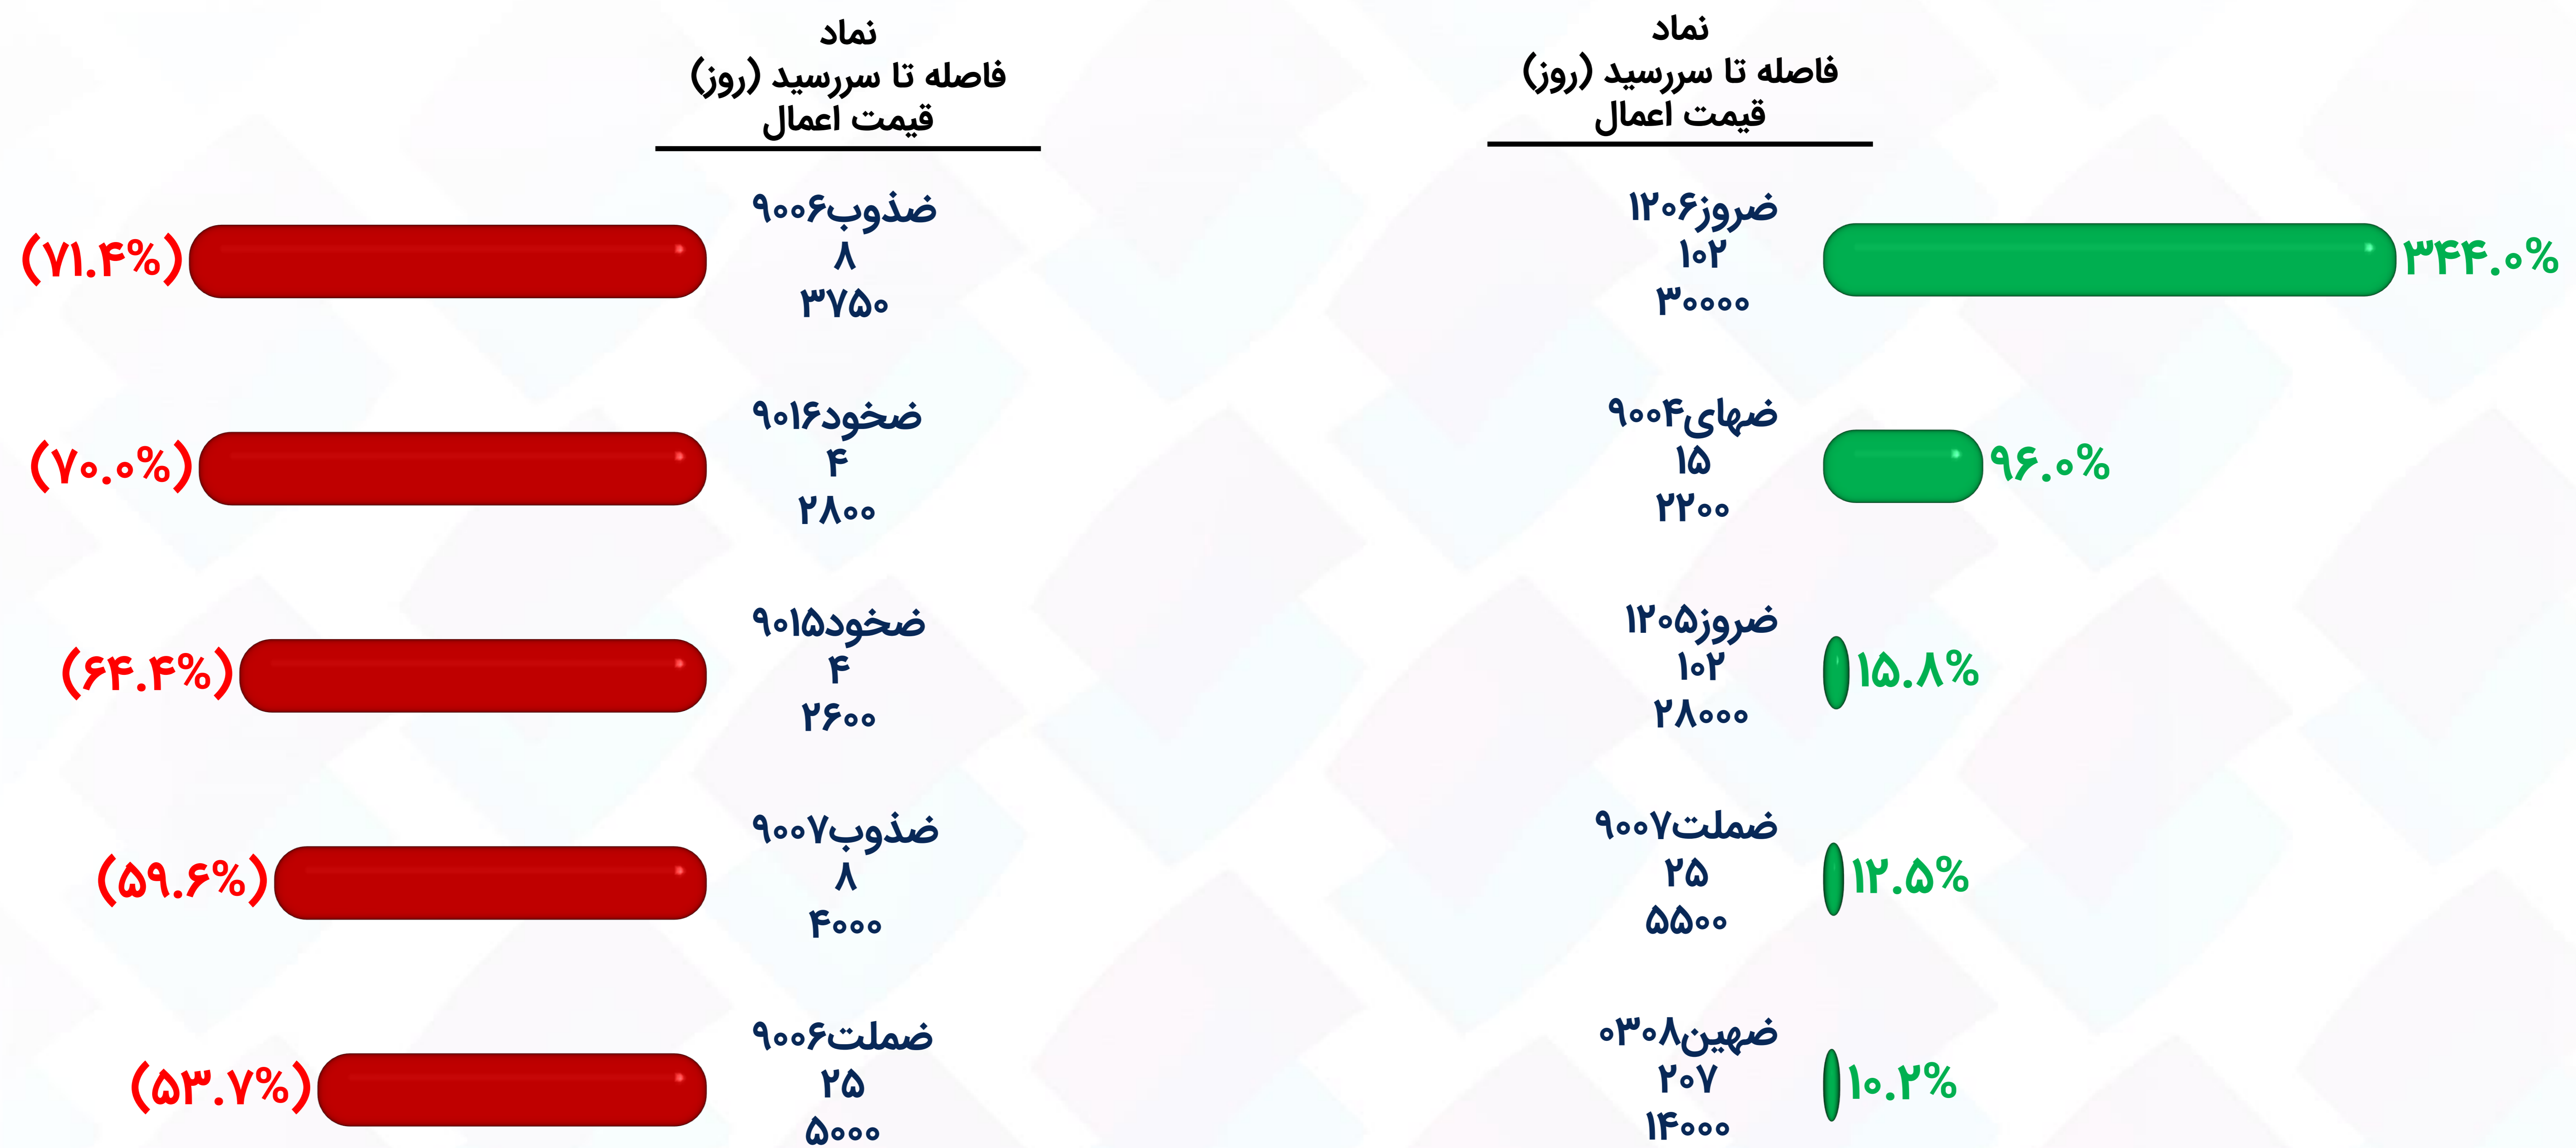 نماد
فاصله تا سررسید (روز)
قیمت اعمال
ضروز۱۲۰۶
۱۰۲
۳۰۰۰۰
۳۴۴.۰%
ضهای۹۰۰۴
۱۵
۲۲۰۰
۹۶.۰%
ضروز۱۲۰۵
۱۰۲
۲۸۰۰۰
۱۵.۸%
ضملت۹۰۰۷
۲۵
۵۵۰۰
۱۲.۵%
ضهین۰۳۰۸
۲۰۷
۱۴۰۰۰
۱۰.۲%
نماد
فاصله تا سررسید (روز)
قیمت اعمال
ضذوب۹۰۰۶
۸
۳۷۵۰
(۷۱.۴%)
ضخود۹۰۱۶
۴
۲۸۰۰
(۷۰.۰%)
ضخود۹۰۱۵
۴
۲۶۰۰
(۶۴.۴%)
ضذوب۹۰۰۷
۸
۴۰۰۰
(۵۹.۶%)
ضملت۹۰۰۶
۲۵
۵۰۰۰
(۵۳.۷%)